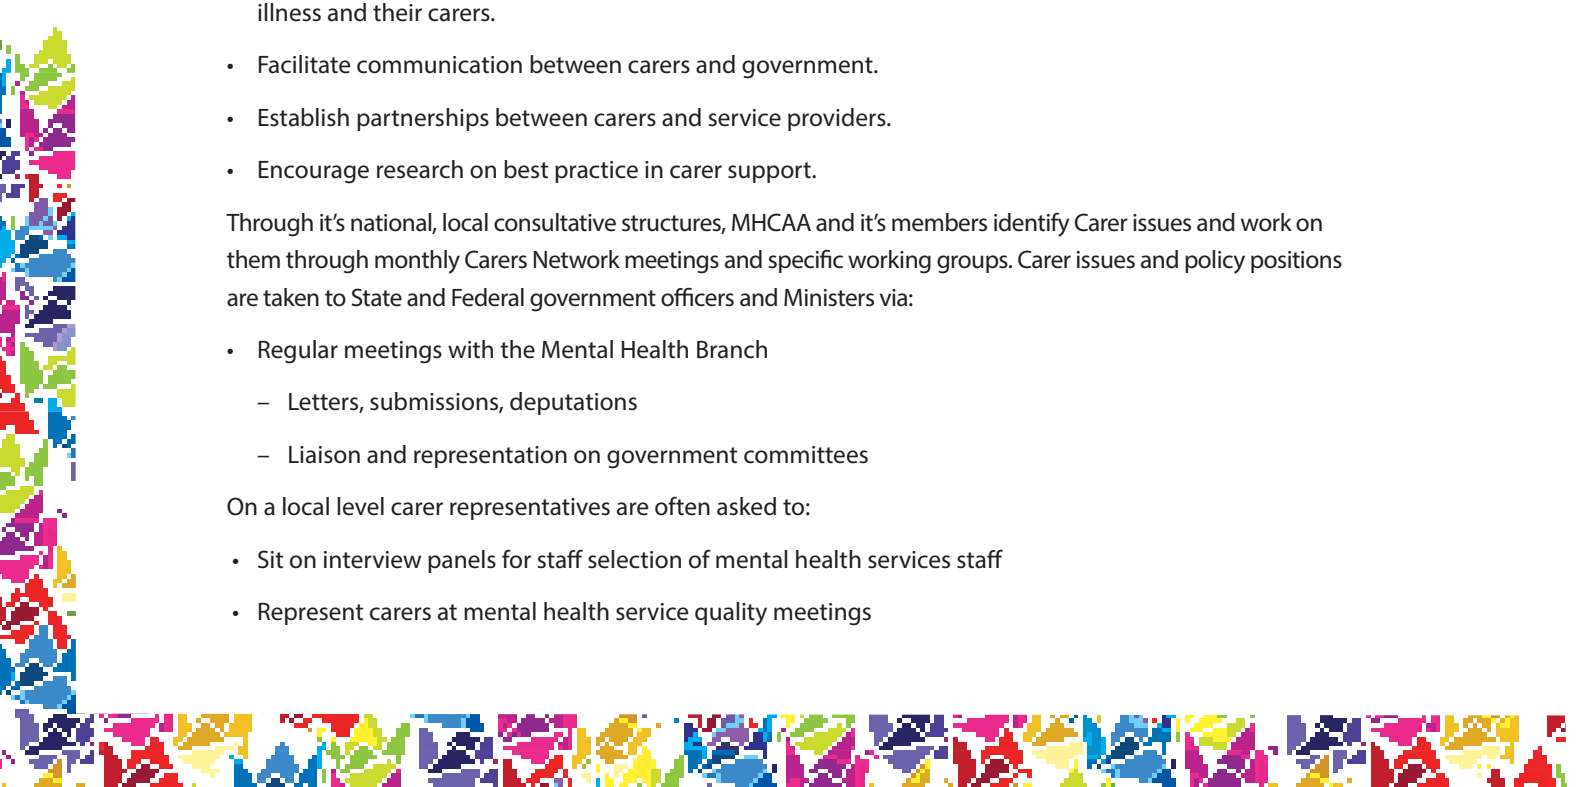 illness and their carers.
• Facilitate communication between carers and government.
• Establish partnerships between carers and service providers.
• Encourage research on best practice in carer support.
Through it’s national, local consultative structures, MHCAA and it’s members identify Carer issues and work on
them through monthly Carers Network meetings and specific working groups. Carer issues and policy positions
are taken to State and Federal government officers and Ministers via:
• Regular meetings with the Mental Health Branch
– Letters, submissions, deputations
– Liaison and representation on government committees
On a local level carer representatives are often asked to:
• Sit on interview panels for staff selection of mental health services staff
• Represent carers at mental health service quality meetings